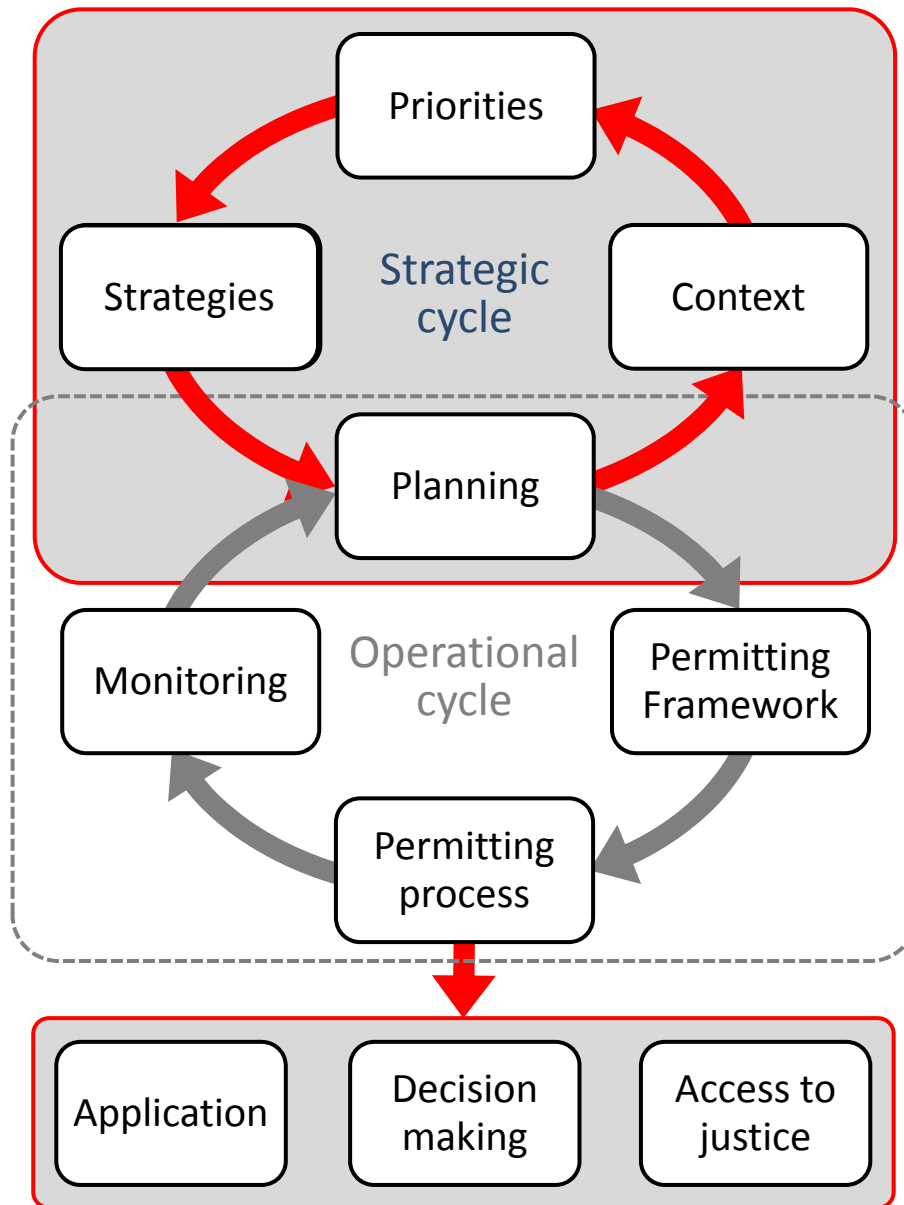 Priorities
Strategies
Strategic
cycle
Context
Planning
Monitoring
Operational
cycle
Permitting
Framework
Permitting
process
Application
Decision
making
Access to
justice